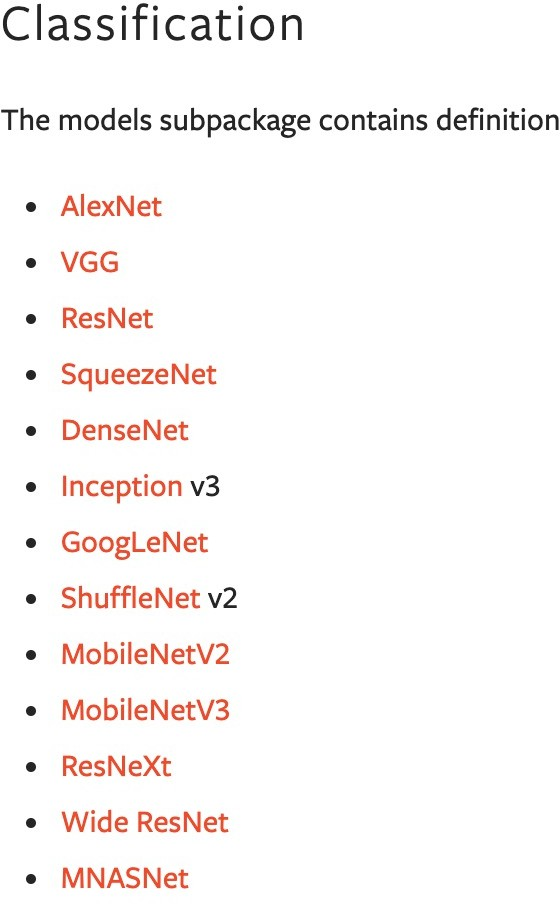 Classification
The models subpackage contains definition
• AlexNet
• VGG
• ResNet
• SqueezeNet
• DenseNet
• Inception v3
• GoogLeNet
• ShuffleNet v2
• MobileNetV2
• MobileNetV3
• ResNeXt
• Wide ResNet
• MNASNet